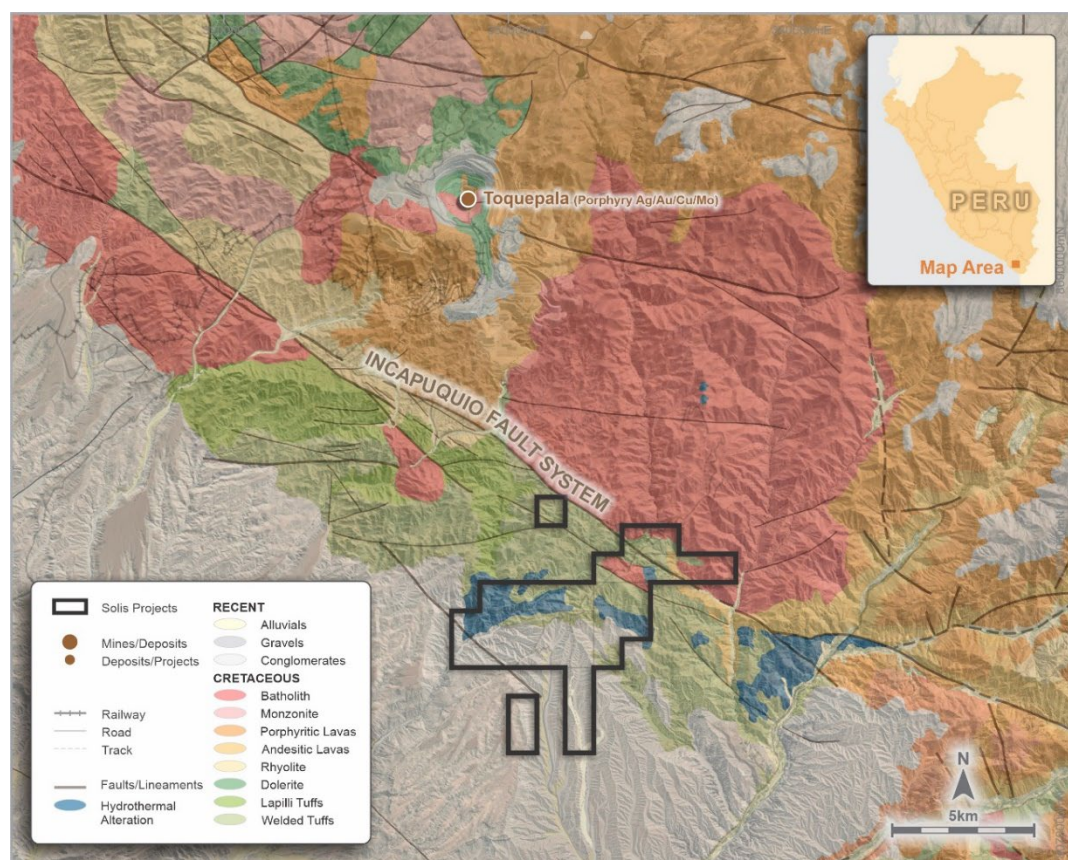 PERU
Map Area
Toquepala (Porphyry Ag/Au/Cu/Mo)
INCAPUQUIO FAULT SYSTEM
Solis Projects
Mines/Deposits
Deposits/Projects
Railway
Road
Track
Faults/Lineaments
Hydrothermal
Alteration
RECENT
Alluvials
Gravels
Conglomerates
CRETACEOUS
Batholith
Monzonite
Porphyritic Lavas
Andesitic Lavas
Rhyolite
Dolerite
Lapilli Tuffs
Welded Tuffs
N
5km